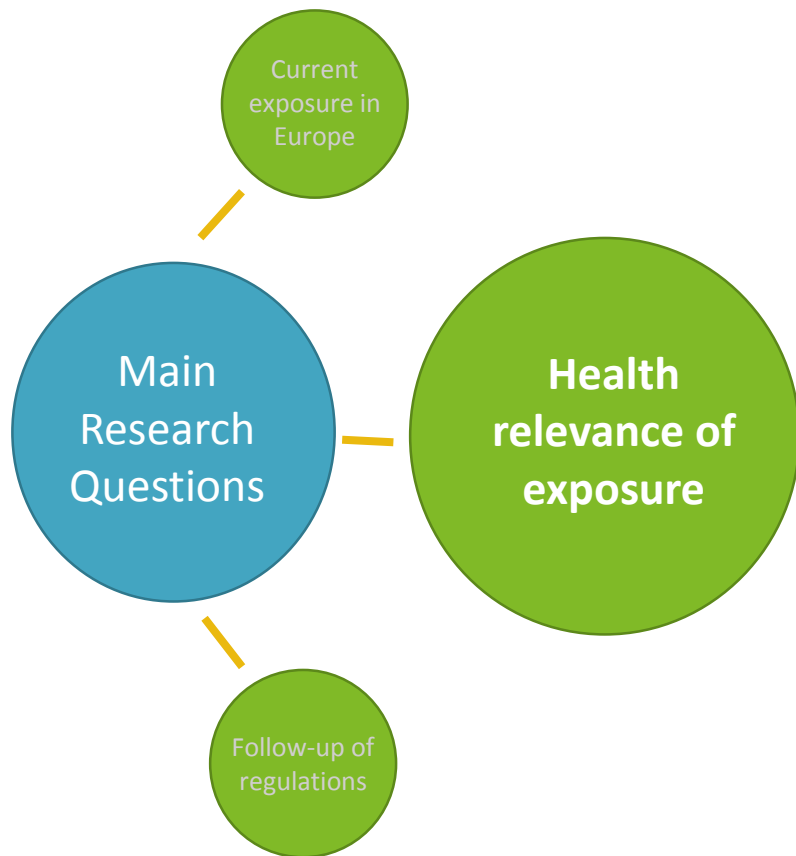 Current
exposure in
Europe
Main
Research
Questions
Health
relevance of
exposure
Follow-up of
regulations